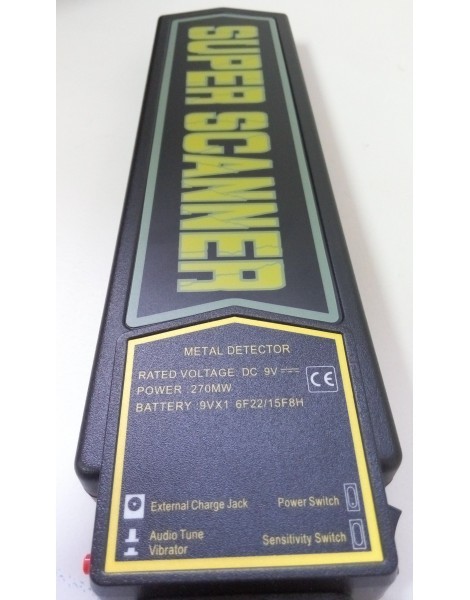 SUPER SCANNER
METAL DETECTOR
RATED VOLTAGE: DC 9V
POWER :270MW
BATTERY :9VX1 6F22/15F8H
CE
External Charge Jack
Power Switch
Audio Tune
Vibrator
Sensitivity Switch